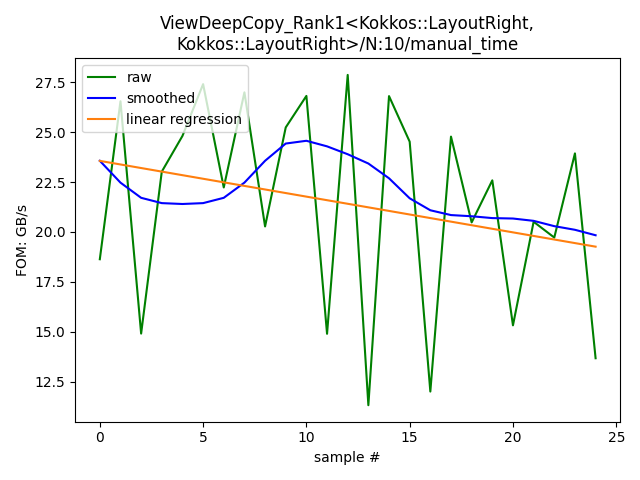 ViewDeepCopy_Rank1<Kokkos::LayoutRight,
Kokkos::LayoutRight>/N:10/manual_time
raw
smoothed
linear regression
FOM: GB/s
27.5
25.0
22.5
20.0
17.5
15.0
12.5
0
5
10
15
20
25
sample #